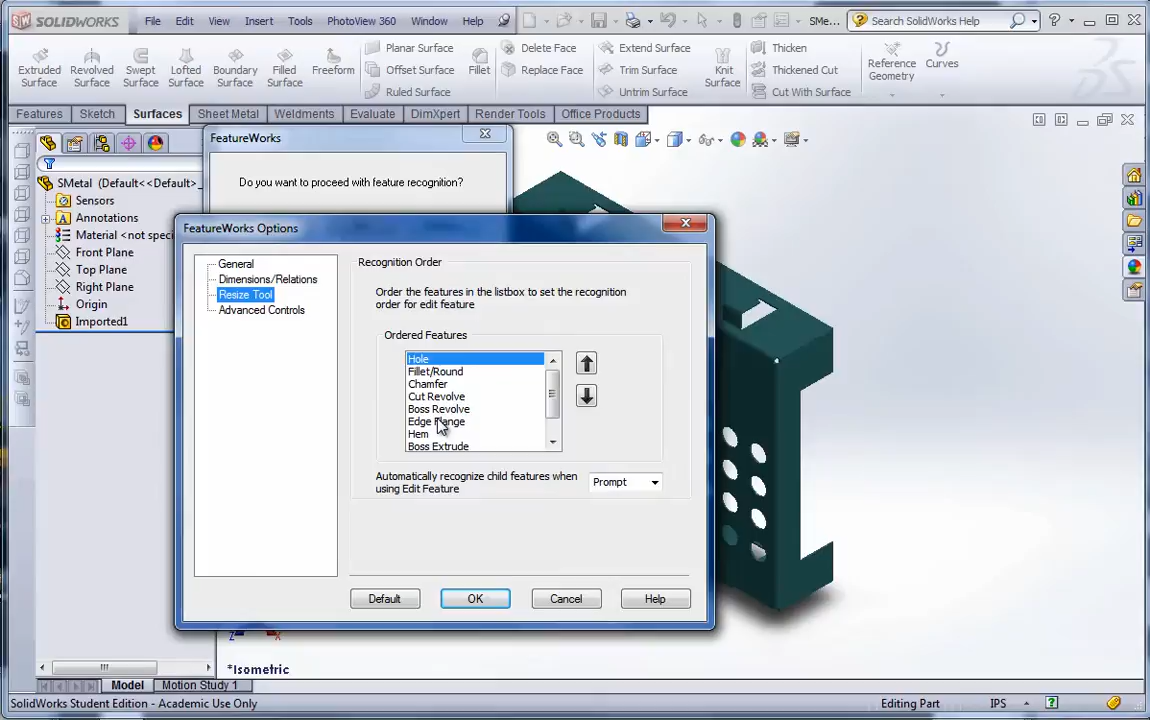 SOLIDWORKS
File Edit View Insert Tools PhotoView 360 Window Help
SMe...
Search SolidWorks Help
Extruded Surface
Revolved Surface
Swept Surface
Lofted Surface
Boundary Surface
Filled Surface
Freeform
Planar Surface
Offset Surface
Ruled Surface
Fillet
Delete Face
Replace Face
Extend Surface
Trim Surface
Untrim Surface
Knit Surface
Thicken
Thickened Cut
Cut With Surface
Reference Geometry
Curves
Features Sketch Surfaces Sheet Metal Weldments Evaluate DimXpert Render Tools Office Products
SMetal (Default<<Default>_
Sensors
Annotations
Material <not speci
Front Plane
Top Plane
Right Plane
Origin
Imported1
FeatureWorks
Do you want to proceed with feature recognition?
FeatureWorks Options
General
Dimensions/Relations
Resize Tool
Advanced Controls
Recognition Order
Order the features in the listbox to set the recognition
order for edit feature
Ordered Features
Hole
Fillet/Round
Chamfer
Cut Revolve
Boss Revolve
Edge Flange
Hem
Boss Extrude
Automatically recognize child features when
using Edit Feature
Prompt
Default OK Cancel Help
Z X
*Isometric
Model Motion Study 1
SolidWorks Student Edition - Academic Use Only
Editing Part
IPS